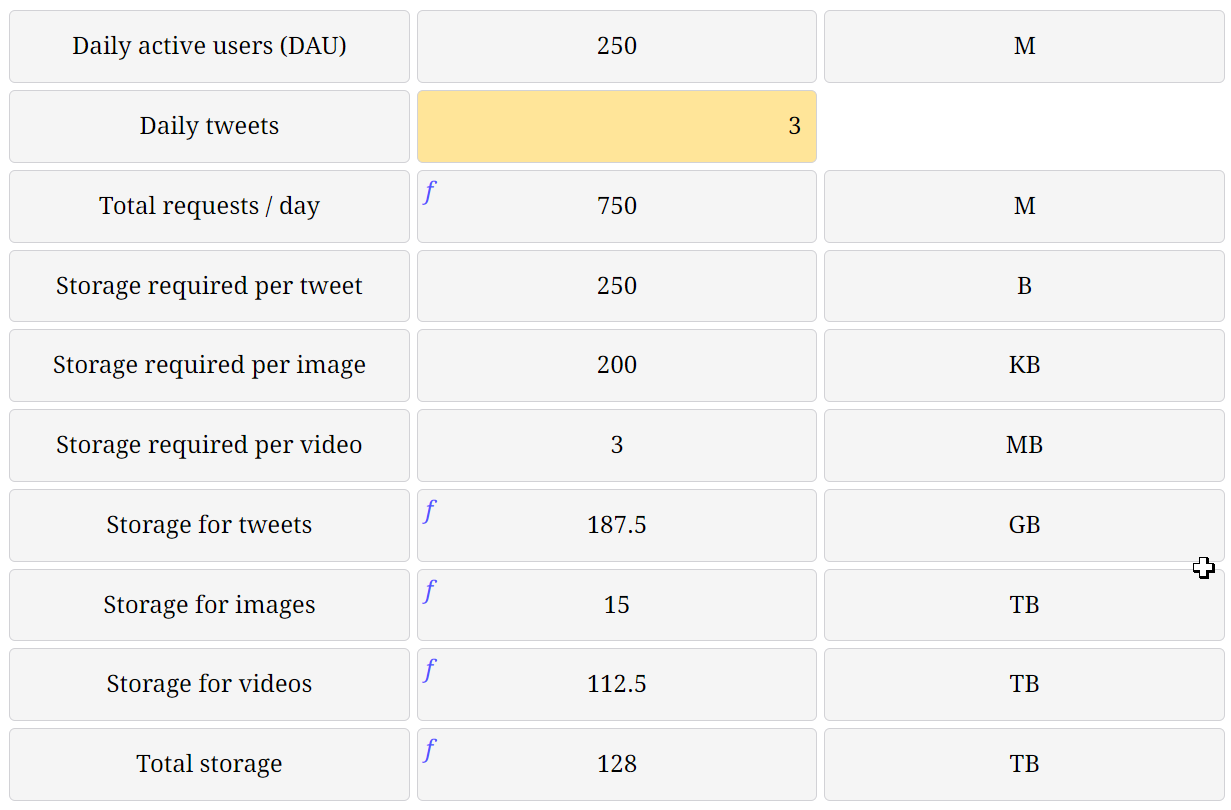 Daily active users (DAU) 250 M
Daily tweets 3
Total requests / day f 750 M
Storage required per tweet 250 B
Storage required per image 200 KB
Storage required per video 3 MB
Storage for tweets f 187.5 GB
Storage for images f 15 TB
Storage for videos f 112.5 TB
Total storage f 128 TB